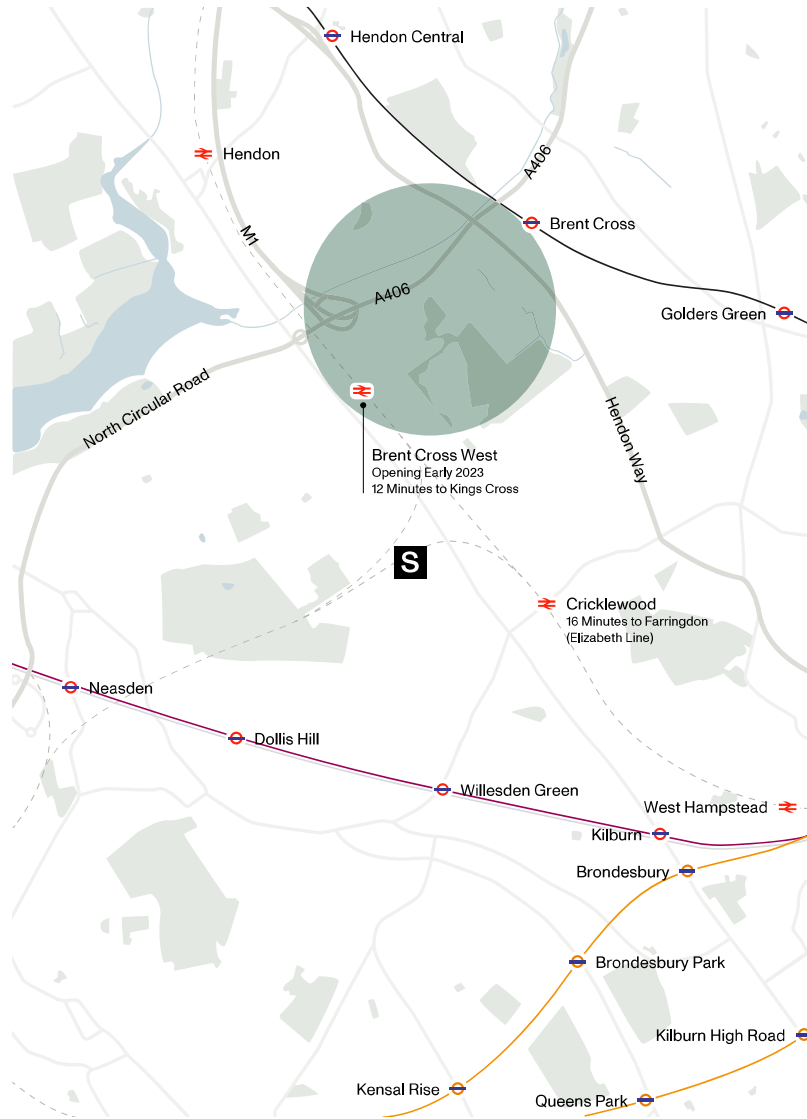 Hendon Central
Hendon
A406
M1
Brent Cross
A406
Golders Green
North Circular Road
Hendon Way
Brent Cross West
Opening Early 2023
12 Minutes to Kings Cross
S
Cricklewood
16 Minutes to Farringdon
(Elizabeth Line)
Neasden
Dollis Hill
Willesden Green
West Hampstead
Kilburn
Brondesbury
Brondesbury Park
Kilburn High Road
Kensal Rise
Queens Park